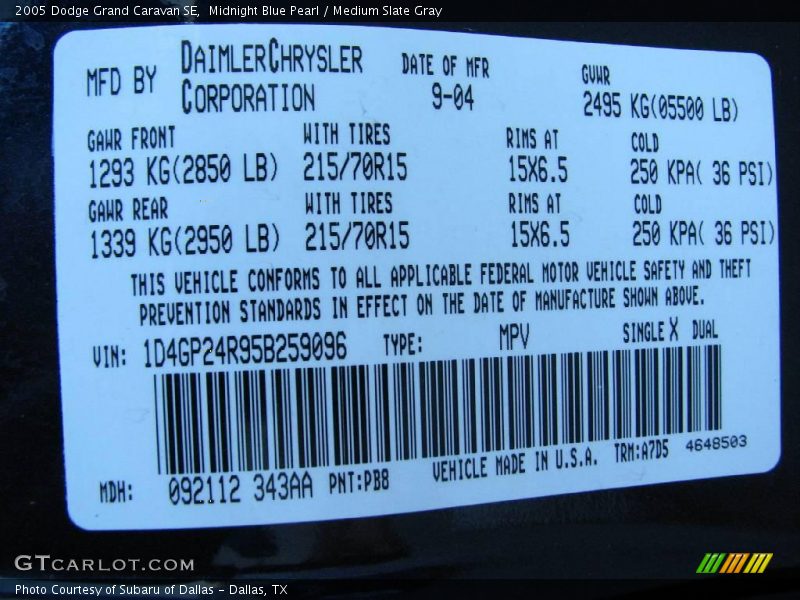 2005 Dodge Grand Caravan SE,  Midnight Blue Pearl / Medium Slate Gray
MFD BY DAIMLERCHRYSLER CORPORATION DATE OF MFR 9-04 GVWR 2495 KG(05500 LB)
GAWR FRONT WITH TIRES RIMS AT COLD
1293 KG(2850 LB) 215/70R15 15X6.5 250 KPA( 36 PSI)
GAWR REAR WITH TIRES RIMS AT COLD
1339 KG(2950 LB) 215/70R15 15X6.5 250 KPA( 36 PSI)
THIS VEHICLE CONFORMS TO ALL APPLICABLE FEDERAL MOTOR VEHICLE SAFETY AND THEFT
PREVENTION STANDARDS IN EFFECT ON THE DATE OF MANUFACTURE SHOWN ABOVE.
VIN: 1D4GP24R95B259096 TYPE: MPV SINGLE X DUAL
MDH: 092112 343AA PNT:PB8 VEHICLE MADE IN U.S.A. TRM:A7D5 4648503
GTCARLOT.COM
Photo Courtesy of Subaru of Dallas - Dallas, TX